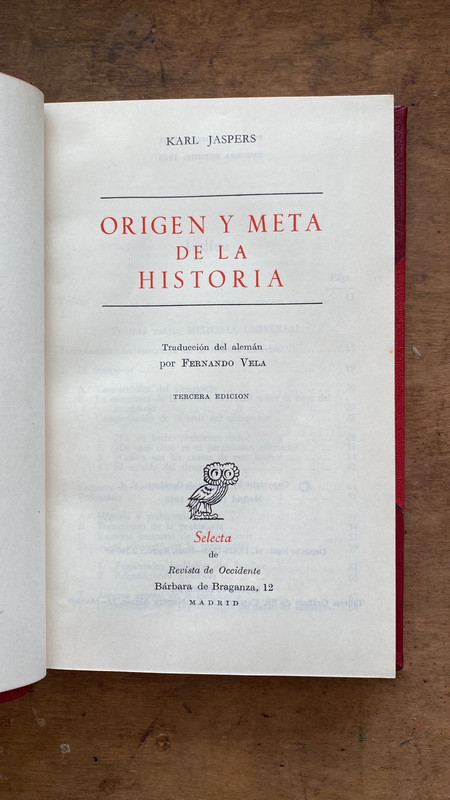 KARL JASPERS
ORIGEN Y META
DE LA
HISTORIA
Traducción del alemán
por FERNANDO VELA
TERCERA EDICION
Selecta
de
Revista de Occidente
Bárbara de Braganza, 12
MADRID